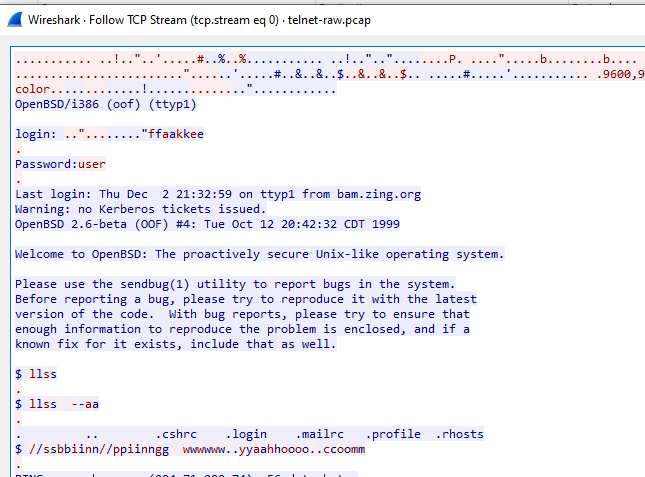 Wireshark · Follow TCP Stream (tcp.stream eq 0) · telnet-raw.pcap
........... ..!.."..'.....#..%..%........... ..!.."..".......P. ...."......b........b....
........................".......'.....#..&..&..$..&..&..$.. .....#.....'........... .9600,9
color.............!..............."............
OpenBSD/i386 (oof) (ttyp1)
login: .."........"ffaakkee
.
Password:user
.
Last login: Thu Dec  2 21:32:59 on ttyp1 from bam.zing.org
Warning: no Kerberos tickets issued.
OpenBSD 2.6-beta (OOF) #4: Tue Oct 12 20:42:32 CDT 1999
Welcome to OpenBSD: The proactively secure Unix-like operating system.
Please use the sendbug(1) utility to report bugs in the system.
Before reporting a bug, please try to reproduce it with the latest
version of the code.  With bug reports, please try to ensure that
enough information to reproduce the problem is enclosed, and if a
known fix for it exists, include that as well.
$ llss
.
$ llss  --aa
.
.         ..        .cshrc    .login    .mailrc   .profile  .rhosts
$ //ssbbiinn//ppiinngg  wwwwww..yyaahhoooo..ccoomm
.